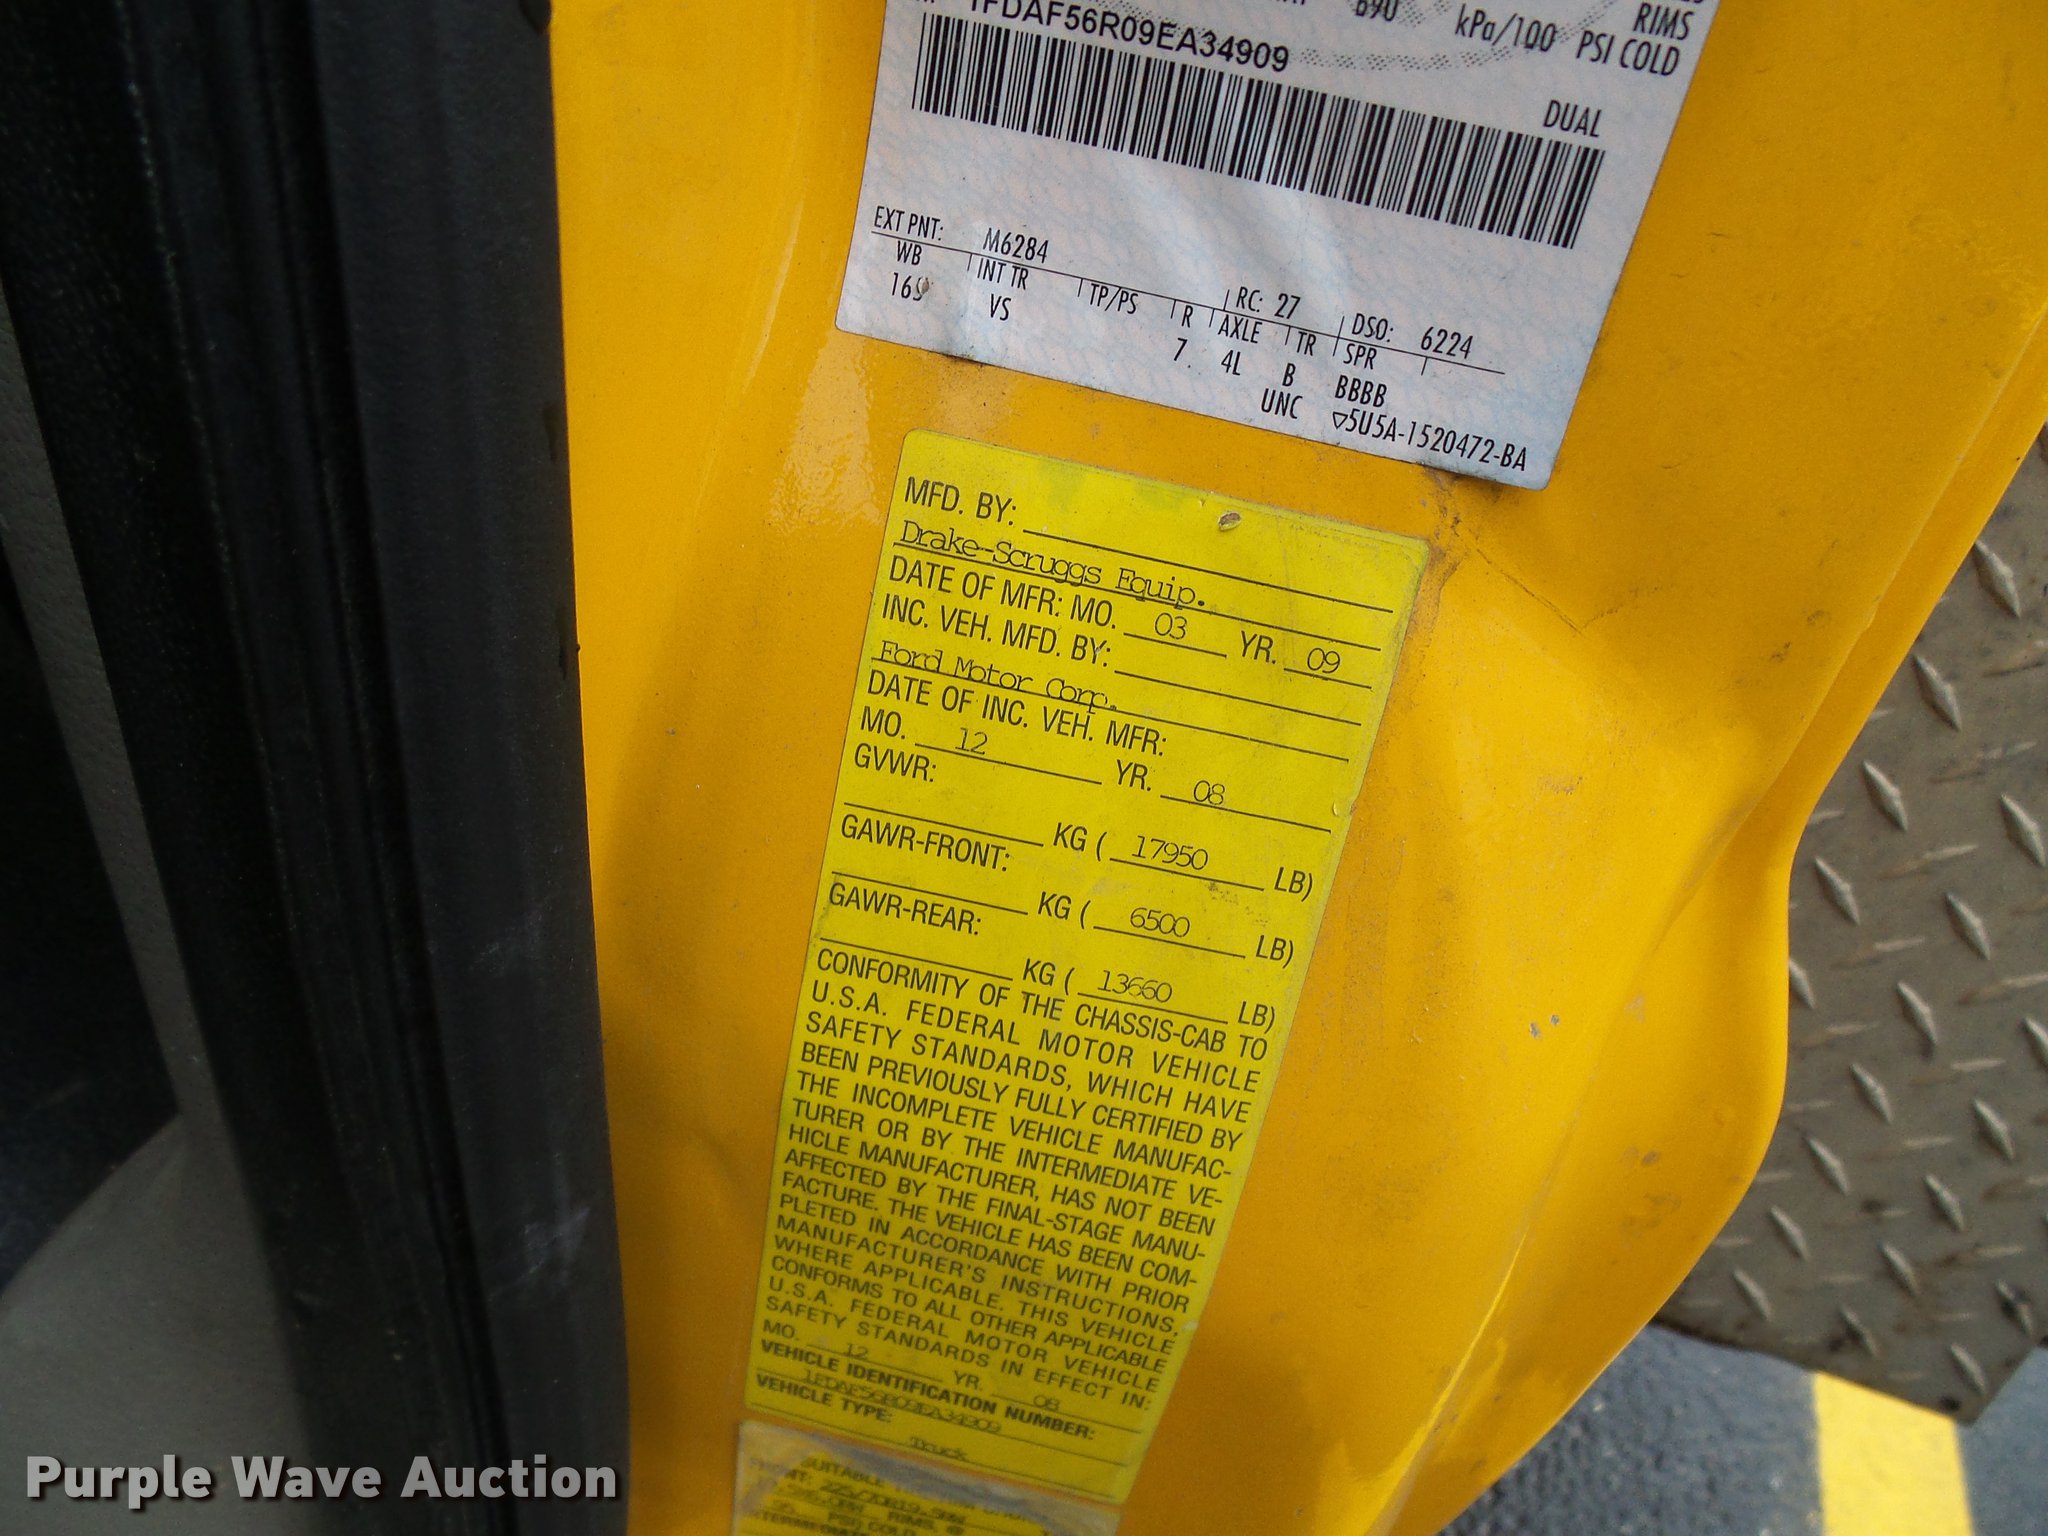 690 kPa/100 RIMS
PSI COLD
1FDAF56R09EA34909
DUAL
EXT PNT: M6284 RC: 27 DSO: 6224
WB INT TR TP/PS R AXLE TR SPR
169 VS 7 4L B BBBB
UNC ▽5U5A-1520472-BA
MFD. BY:
Drake-Scruggs Equip.
DATE OF MFR: MO. 03 YR. 09
INC. VEH. MFD. BY:
Ford Motor Corp.
DATE OF INC. VEH. MFR:
MO. 12 YR. 08
GVWR:
KG ( 17950 LB)
GAWR-FRONT:
KG ( 6500 LB)
GAWR-REAR:
KG ( 13660 LB)
CONFORMITY OF THE CHASSIS-CAB TO
U.S.A. FEDERAL MOTOR VEHICLE
SAFETY STANDARDS, WHICH HAVE
BEEN PREVIOUSLY FULLY CERTIFIED BY
THE INCOMPLETE VEHICLE MANUFAC-
TURER OR BY THE INTERMEDIATE VE-
HICLE MANUFACTURER, HAS NOT BEEN
AFFECTED BY THE FINAL-STAGE MANU-
FACTURE. THE VEHICLE HAS BEEN COM-
PLETED IN ACCORDANCE WITH PRIOR
MANUFACTURER'S INSTRUCTIONS,
WHERE APPLICABLE. THIS VEHICLE
CONFORMS TO ALL OTHER APPLICABLE
U.S.A. FEDERAL MOTOR VEHICLE
SAFETY STANDARDS IN EFFECT IN:
MO. 12 YR. 08
VEHICLE IDENTIFICATION NUMBER:
1FDAF56R09EA34909
VEHICLE TYPE:
Truck
SUITABLE
RIMS @
95 PSI COLD
Purple Wave Auction